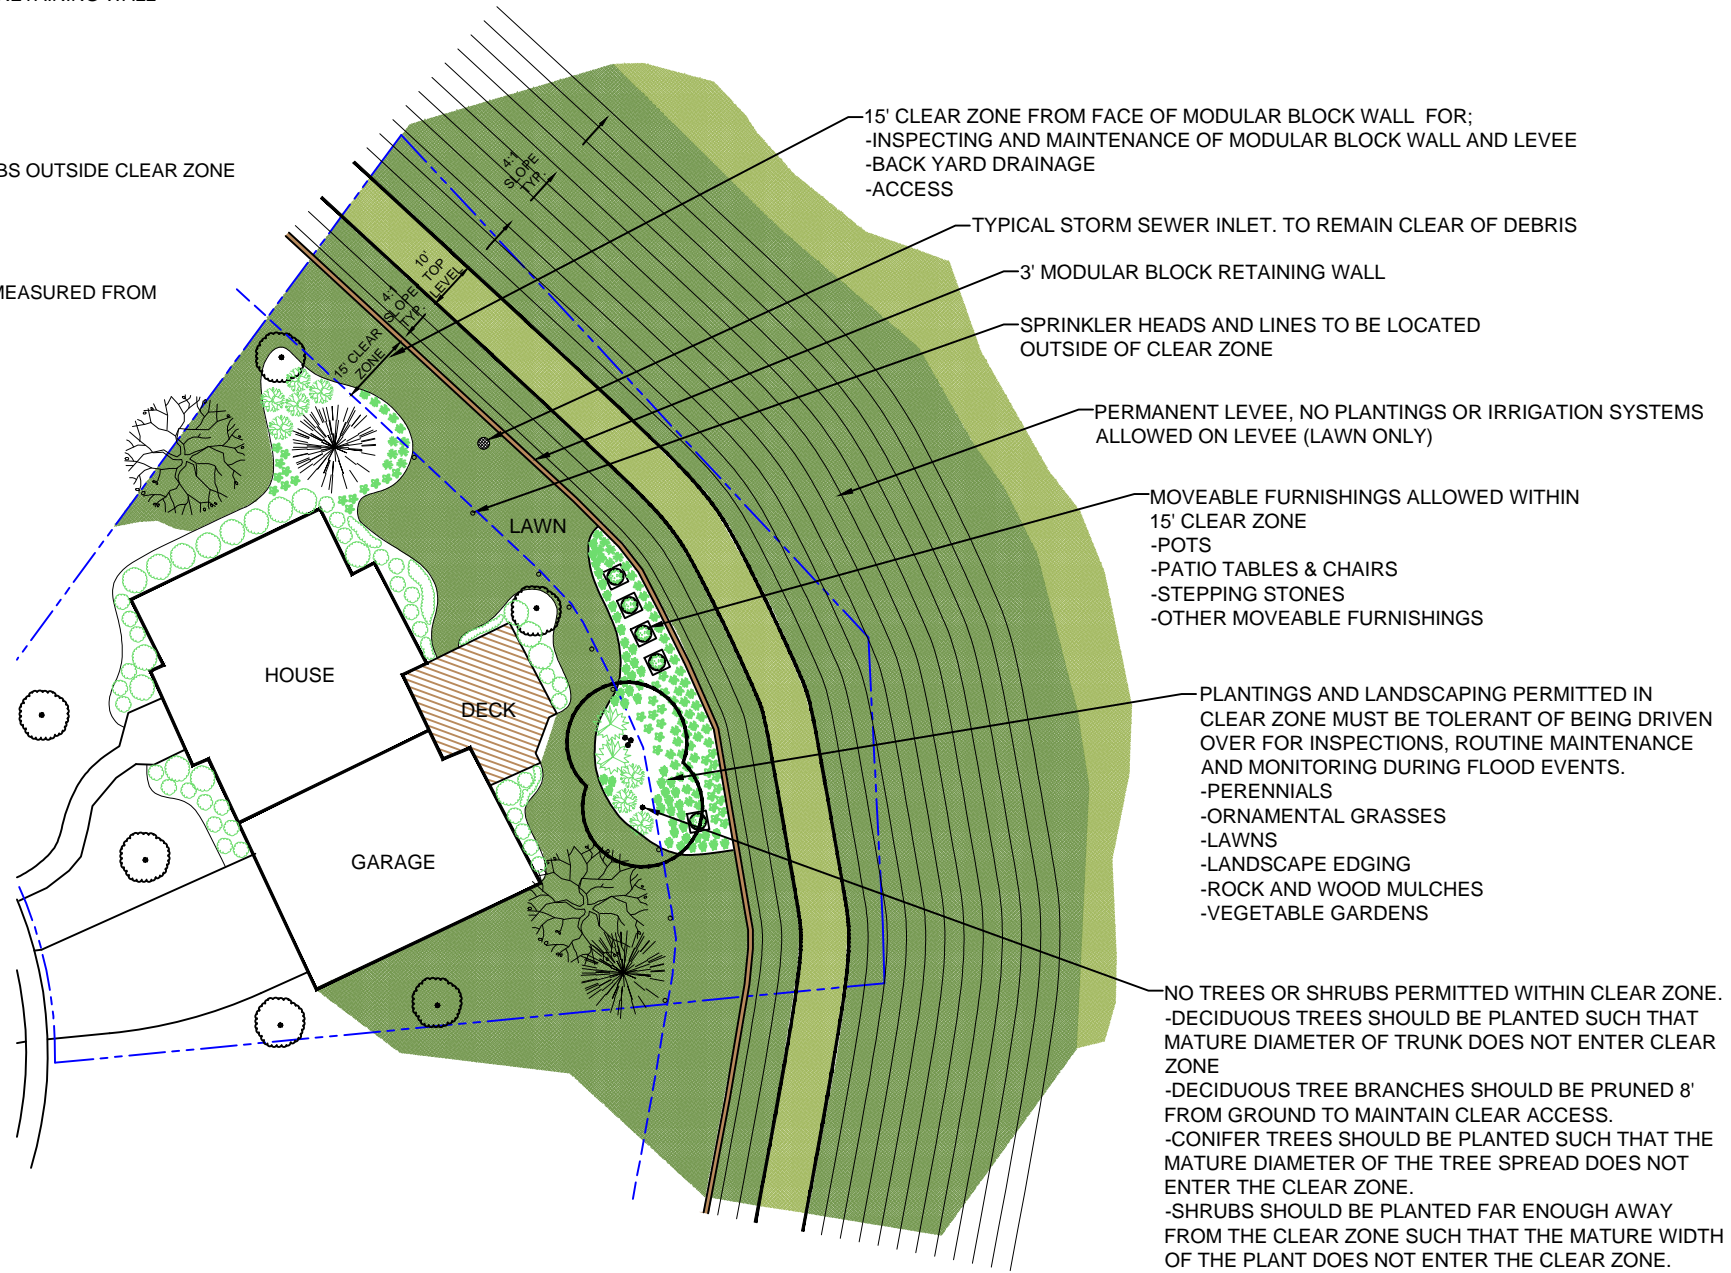 BS OUTSIDE CLEAR ZONE
MEASURED FROM
15' CLEAR ZONE FROM FACE OF MODULAR BLOCK WALL FOR;
-INSPECTING AND MAINTENANCE OF MODULAR BLOCK WALL AND LEVEE
-BACK YARD DRAINAGE
-ACCESS
TYPICAL STORM SEWER INLET. TO REMAIN CLEAR OF DEBRIS
3' MODULAR BLOCK RETAINING WALL
SPRINKLER HEADS AND LINES TO BE LOCATED
OUTSIDE OF CLEAR ZONE
PERMANENT LEVEE, NO PLANTINGS OR IRRIGATION SYSTEMS
ALLOWED ON LEVEE (LAWN ONLY)
MOVEABLE FURNISHINGS ALLOWED WITHIN
15' CLEAR ZONE
-POTS
-PATIO TABLES & CHAIRS
-STEPPING STONES
-OTHER MOVEABLE FURNISHINGS
PLANTINGS AND LANDSCAPING PERMITTED IN
CLEAR ZONE MUST BE TOLERANT OF BEING DRIVEN
OVER FOR INSPECTIONS, ROUTINE MAINTENANCE
AND MONITORING DURING FLOOD EVENTS.
-PERENNIALS
-ORNAMENTAL GRASSES
-LAWNS
-LANDSCAPE EDGING
-ROCK AND WOOD MULCHES
-VEGETABLE GARDENS
NO TREES OR SHRUBS PERMITTED WITHIN CLEAR ZONE.
-DECIDUOUS TREES SHOULD BE PLANTED SUCH THAT
MATURE DIAMETER OF TRUNK DOES NOT ENTER CLEAR
ZONE
-DECIDUOUS TREE BRANCHES SHOULD BE PRUNED 8'
FROM GROUND TO MAINTAIN CLEAR ACCESS.
-CONIFER TREES SHOULD BE PLANTED SUCH THAT THE
MATURE DIAMETER OF THE TREE SPREAD DOES NOT
ENTER THE CLEAR ZONE.
-SHRUBS SHOULD BE PLANTED FAR ENOUGH AWAY
FROM THE CLEAR ZONE SUCH THAT THE MATURE WIDTH
OF THE PLANT DOES NOT ENTER THE CLEAR ZONE.
4:1
SLOPE
TYP.
10'
TOP
LEVEL
4:1
SLOPE
TYP.
15' CLEAR
ZONE
LAWN
HOUSE
DECK
GARAGE